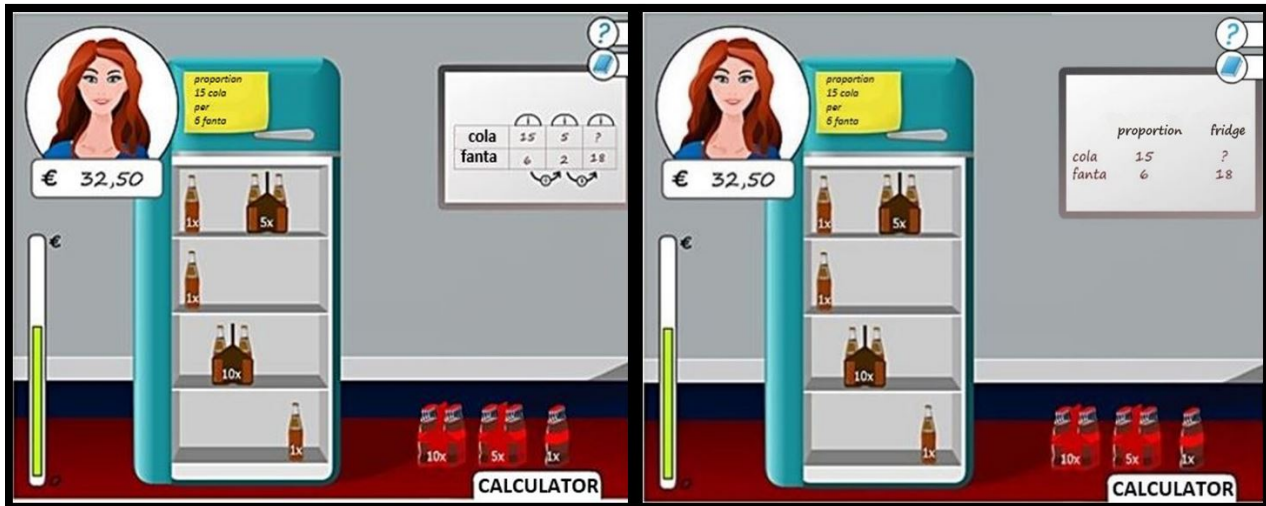 ?
proportion
15 cola
per
6 fanta
€ 32,50
cola 15 5 ?
fanta 6 2 18
€
1x 5x
1x
10x
1x
10x 5x 1x
CALCULATOR
?
proportion
15 cola
per
6 fanta
€ 32,50
proportion fridge
cola 15 ?
fanta 6 18
€
1x 5x
1x
10x
1x
10x 5x 1x
CALCULATOR